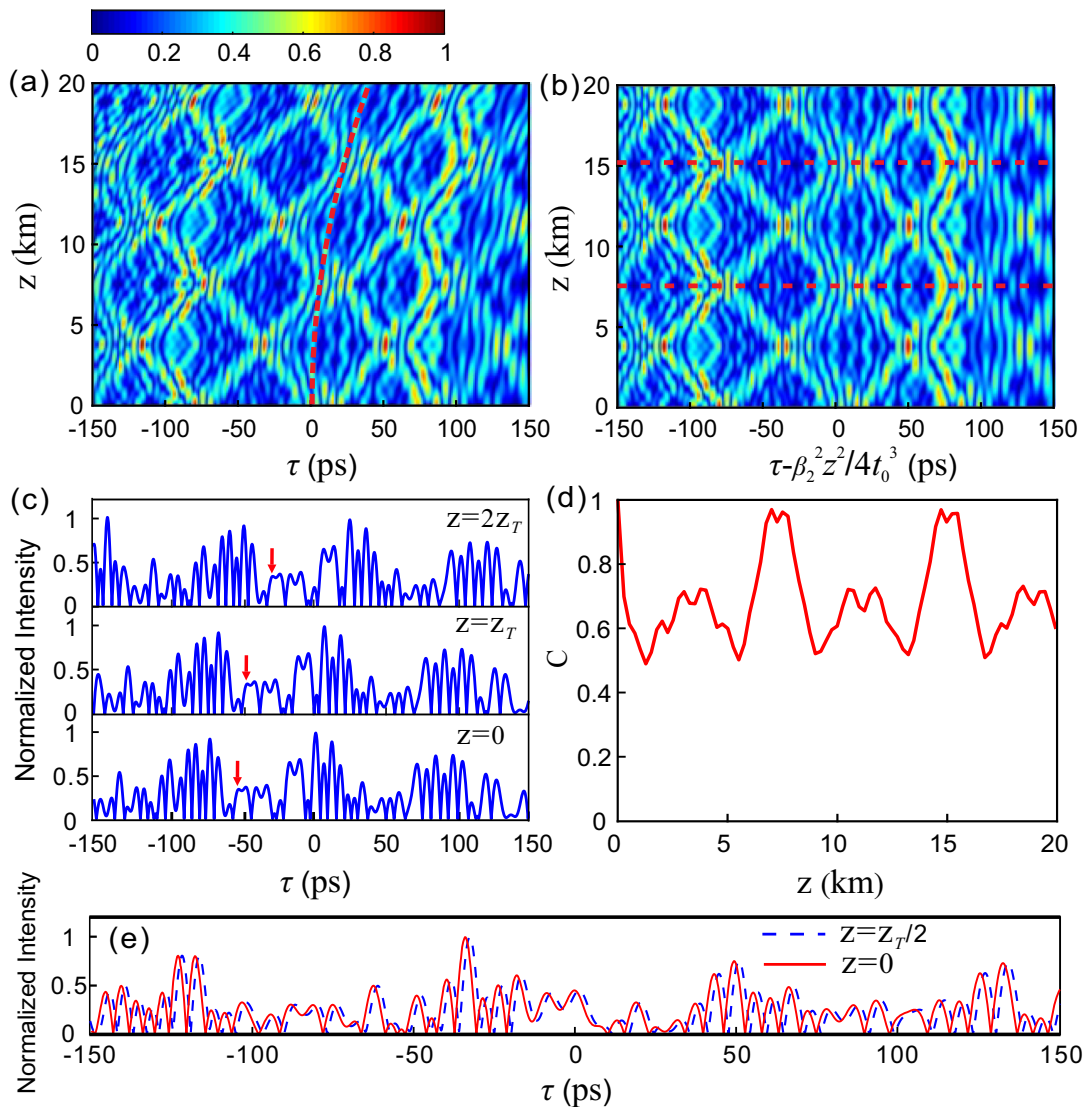 0 0.2 0.4 0.6 0.8 1
(a)
20
15
10
5
0
z (km)
-150 -100 -50 0 50 100 150
τ (ps)
(b)
20
15
10
5
0
z (km)
-150 -100 -50 0 50 100 150
τ-β₂²z²/4t₀³ (ps)
(c)
Normalized Intensity
z=2z_T
1
0.5
0
z=z_T
1
0.5
0
z=0
1
0.5
0
-150 -100 -50 0 50 100 150
τ (ps)
(d)
1
0.8
0.6
0.4
0.2
0
C
0 5 10 15 20
z (km)
(e)
Normalized Intensity
1
0.5
0
z=z_T/2
z=0
-150 -100 -50 0 50 100 150
τ (ps)